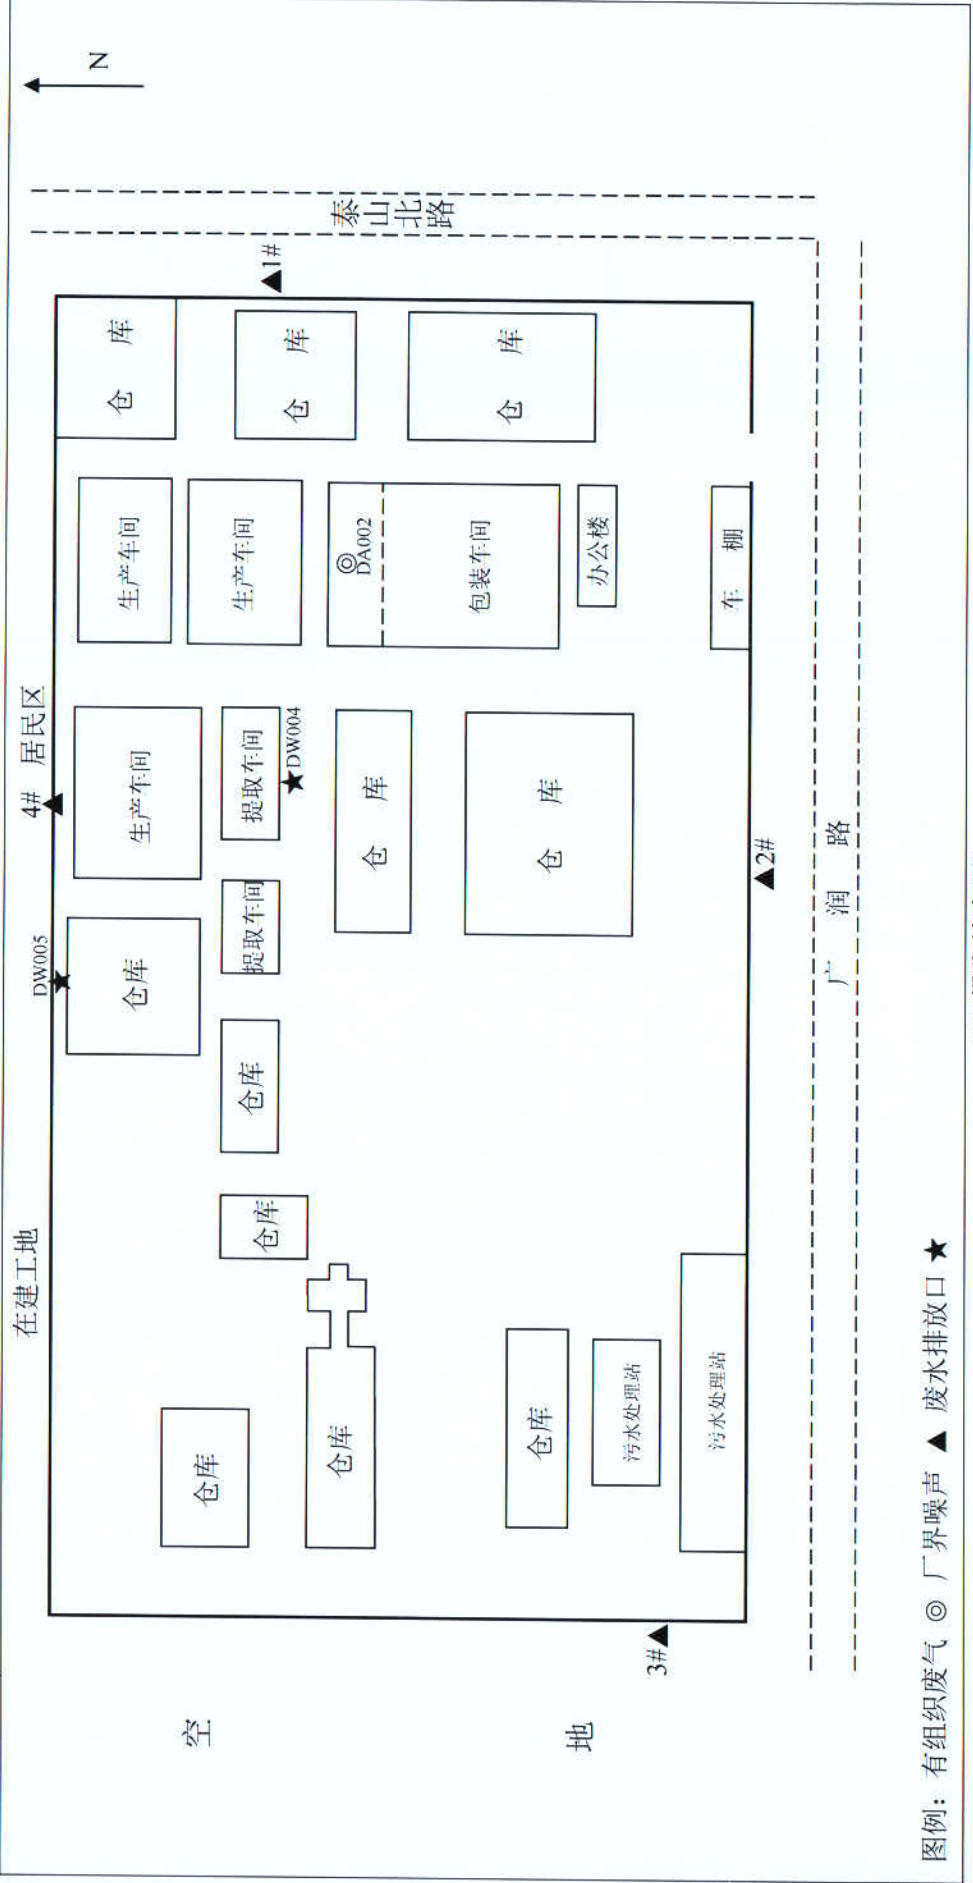 N
在建工地
居民区
4#
DW005
仓库
生产车间
生产车间
仓 库
仓库
仓库
仓库
提取车间
提取车间
DW004
生产车间
仓 库
1#
泰山北路
仓库
仓 库
DA002
包装车间
仓 库
空 地
仓库
污水处理站
污水处理站
仓 库
办公楼
车 棚
3#
2#
广 润 路
图例：有组织废气 ◎ 厂界噪声 ▲ 废水排放口 ★